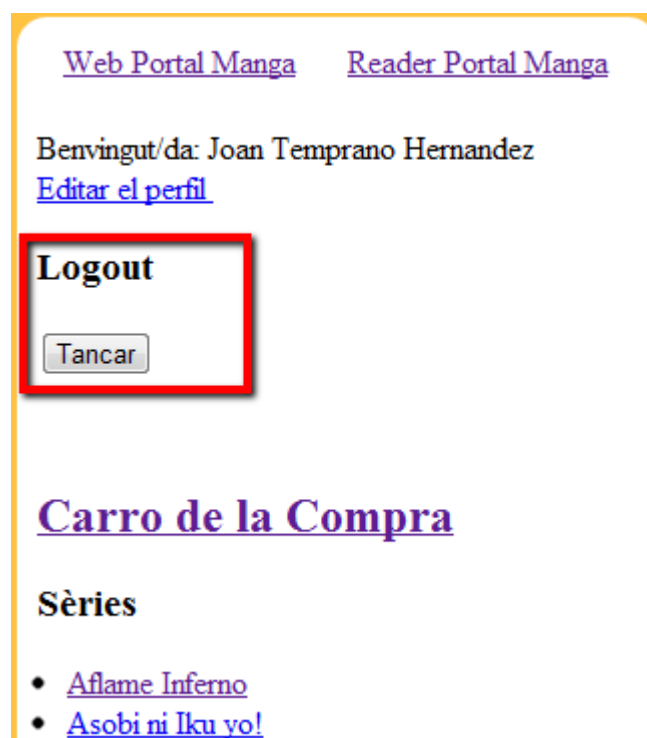 Web Portal Manga Reader Portal Manga
Benvingut/da: Joan Temprano Hernandez
Editar el perfil
Logout
Tancar
Carro de la Compra
Sèries
Aflame Inferno
Asobi ni Iku yo!